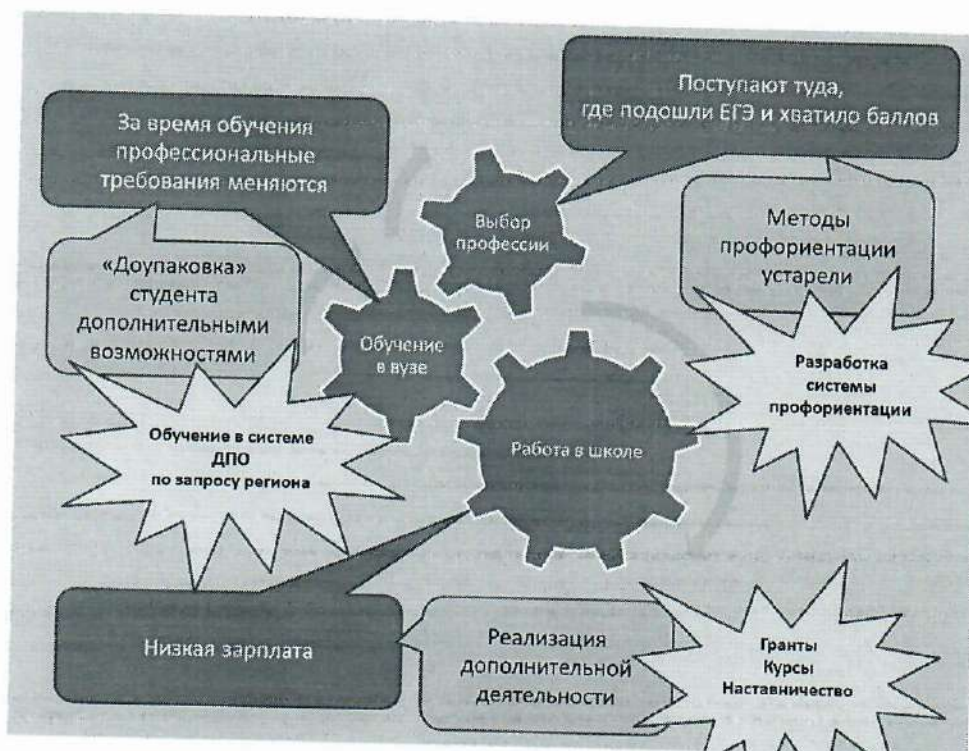 Поступают туда,
где подошли ЕГЭ и хватило баллов
За время обучения
профессиональные
требования меняются
Выбор
профессии
Методы
профориентации
устарели
«Доупаковка»
студента
дополнительными
возможностями
Обучение
в вузе
Разработка
системы
профориентации
Обучение в системе
ДПО
по запросу региона
Работа в школе
Низкая зарплата
Реализация
дополнительной
деятельности
Гранты
Курсы
Наставничество